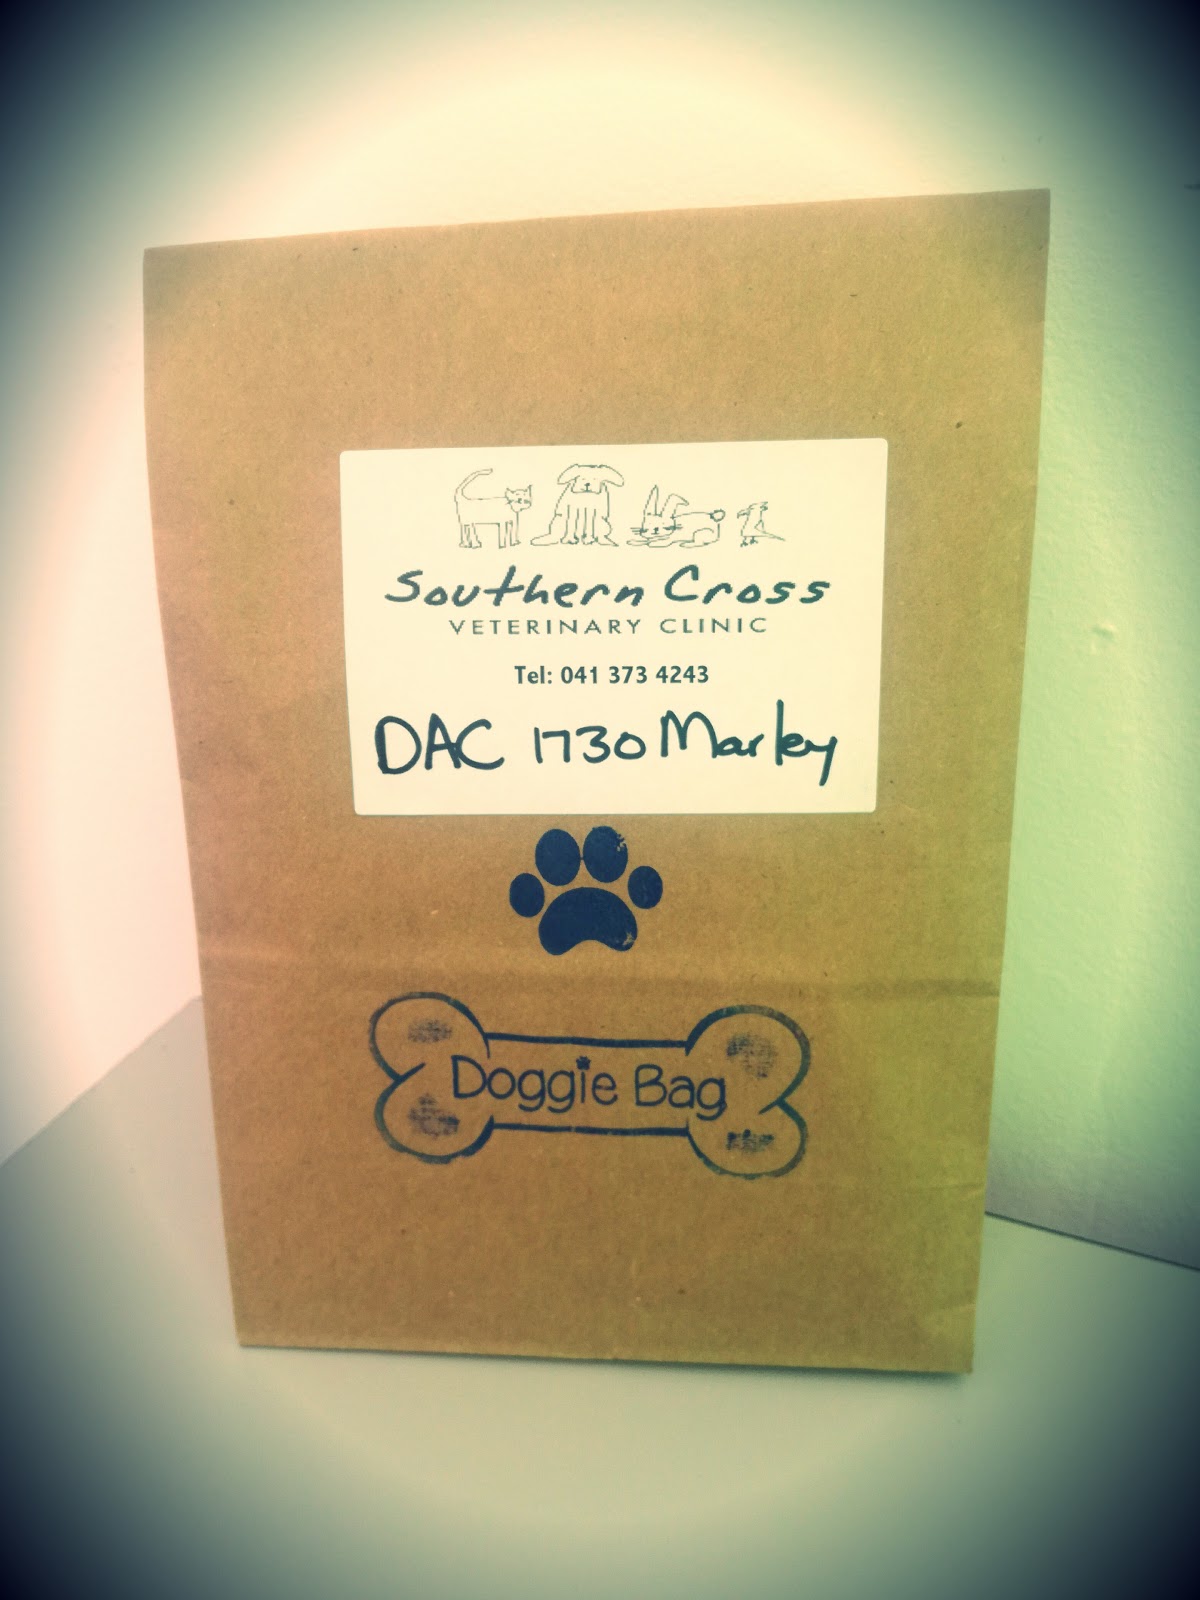 Southern Cross
VETERINARY CLINIC
Tel: 041 373 4243
DAC 1730 Marley
Doggie Bag